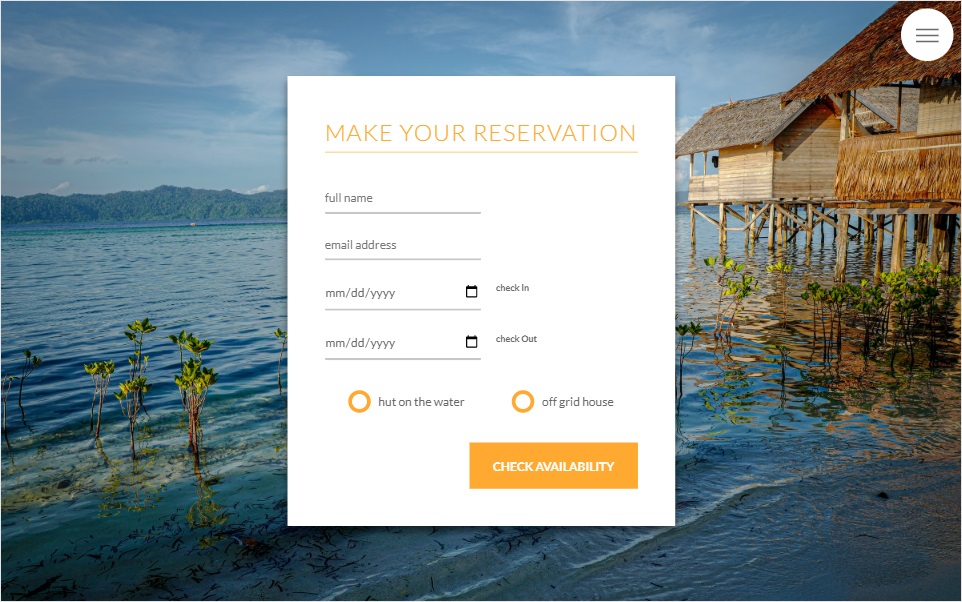 MAKE YOUR RESERVATION
full name
email address
mm/dd/yyyy check In
mm/dd/yyyy check Out
hut on the water off grid house
CHECK AVAILABILITY